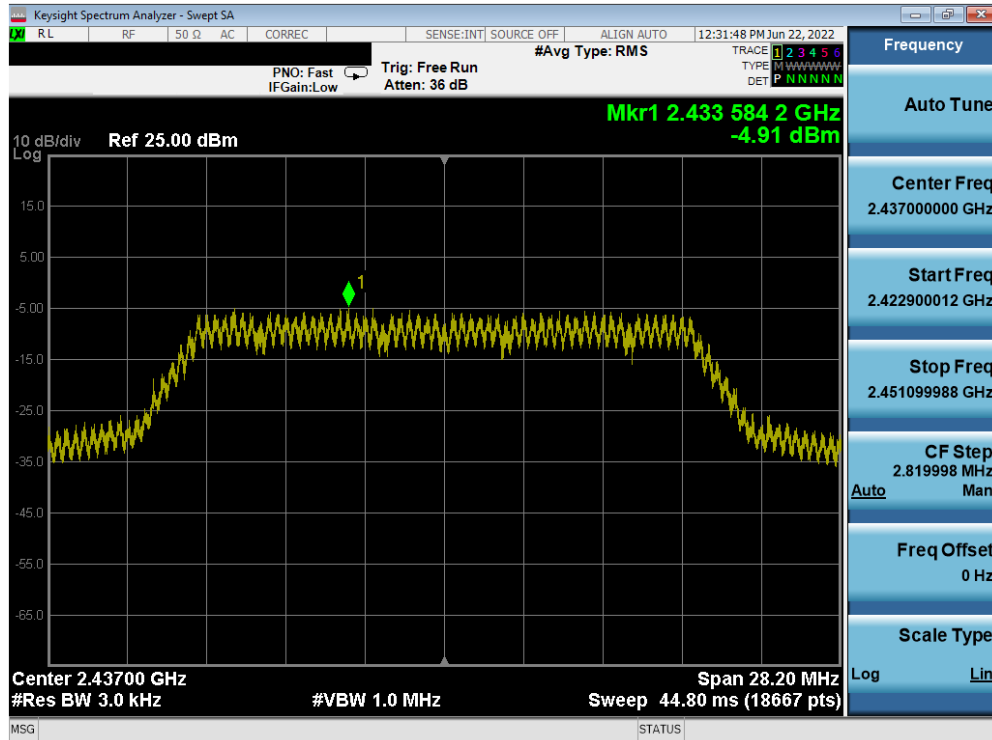 Keysight Spectrum Analyzer - Swept SA
LXI RL RF 50 Ω AC CORREC SENSE:INT SOURCE OFF ALIGN AUTO 12:31:48 PM Jun 22, 2022
PNO: Fast
IFGain:Low
Trig: Free Run
Atten: 36 dB
#Avg Type: RMS
TRACE 1 2 3 4 5 6
TYPE M WWWWW
DET P N N N N N
Mkr1 2.433 584 2 GHz
-4.91 dBm
10 dB/div Ref 25.00 dBm
Log
15.0
5.00
-5.00
-15.0
-25.0
-35.0
-45.0
-55.0
-65.0
1
Center 2.43700 GHz Span 28.20 MHz
#Res BW 3.0 kHz #VBW 1.0 MHz Sweep 44.80 ms (18667 pts)
MSG STATUS
Frequency
Auto Tune
Center Freq
2.437000000 GHz
Start Freq
2.422900012 GHz
Stop Freq
2.451099988 GHz
CF Step
2.819998 MHz
Auto Man
Freq Offset
0 Hz
Scale Type
Log Lin